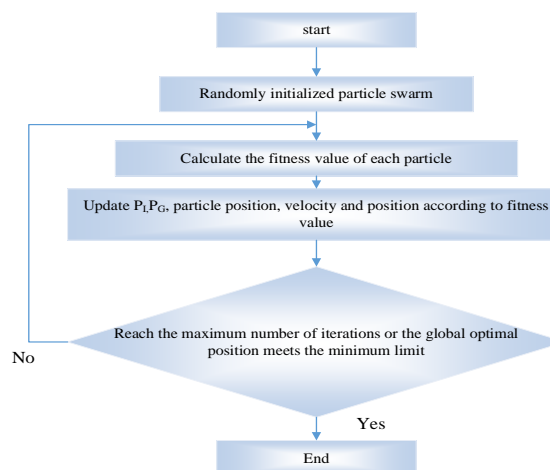 start
Randomly initialized particle swarm
Calculate the fitness value of each particle
Update PI,PG, particle position, velocity and position according to fitness
value
Reach the maximum number of iterations or the global optimal
position meets the minimum limit
No
Yes
End